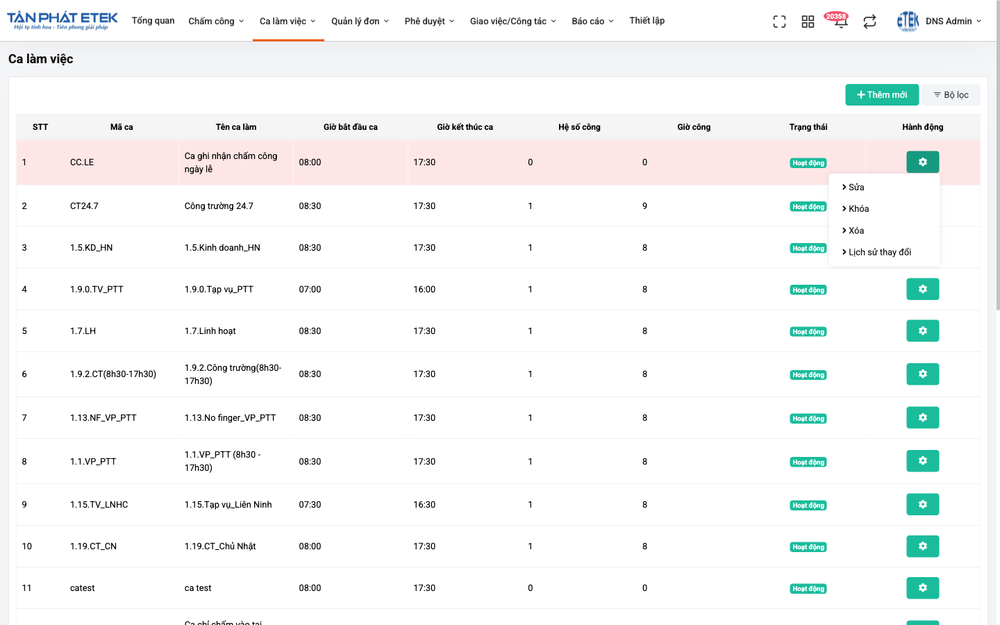 TÂN PHÁT ETEK
Hội tụ tinh hoa - Tiên phong giải pháp
Tổng quan
Chấm công
Ca làm việc
Quản lý đơn
Phê duyệt
Giao việc/Công tác
Báo cáo
Thiết lập
20358
ETEK
DNS Admin
Ca làm việc
Thêm mới
Bộ lọc
STT Mã ca Tên ca làm Giờ bắt đầu ca Giờ kết thúc ca Hệ số công Giờ công Trạng thái Hành động
1 CC.LE Ca ghi nhận chấm công 08:00 17:30 0 0 Hoạt động
ngày lễ
Sửa
Khóa
Xóa
Lịch sử thay đổi
2 CT24.7 Công trường 24.7 08:30 17:30 1 9 Hoạt động
3 1.5.KD_HN 1.5.Kinh doanh_HN 08:30 17:30 1 8 Hoạt động
4 1.9.0.TV_PTT 1.9.0.Tạp vụ_PTT 07:00 16:00 1 8 Hoạt động
5 1.7.LH 1.7.Linh hoạt 08:30 17:30 1 8 Hoạt động
6 1.9.2.CT(8h30-17h30) 1.9.2.Công trường(8h30- 08:30 17:30 1 8 Hoạt động
17h30)
7 1.13.NF_VP_PTT 1.13.No finger_VP_PTT 08:30 17:30 1 8 Hoạt động
8 1.1.VP_PTT 1.1.VP_PTT (8h30 - 08:30 17:30 1 8 Hoạt động
17h30)
9 1.15.TV_LNHC 1.15.Tạp vụ_Liên Ninh 07:30 16:30 1 8 Hoạt động
10 1.19.CT_CN 1.19.CT_Chủ Nhật 08:00 17:30 1 8 Hoạt động
11 catest ca test 08:00 17:30 0 0 Hoạt động
Ca chỉ chấm vào tại